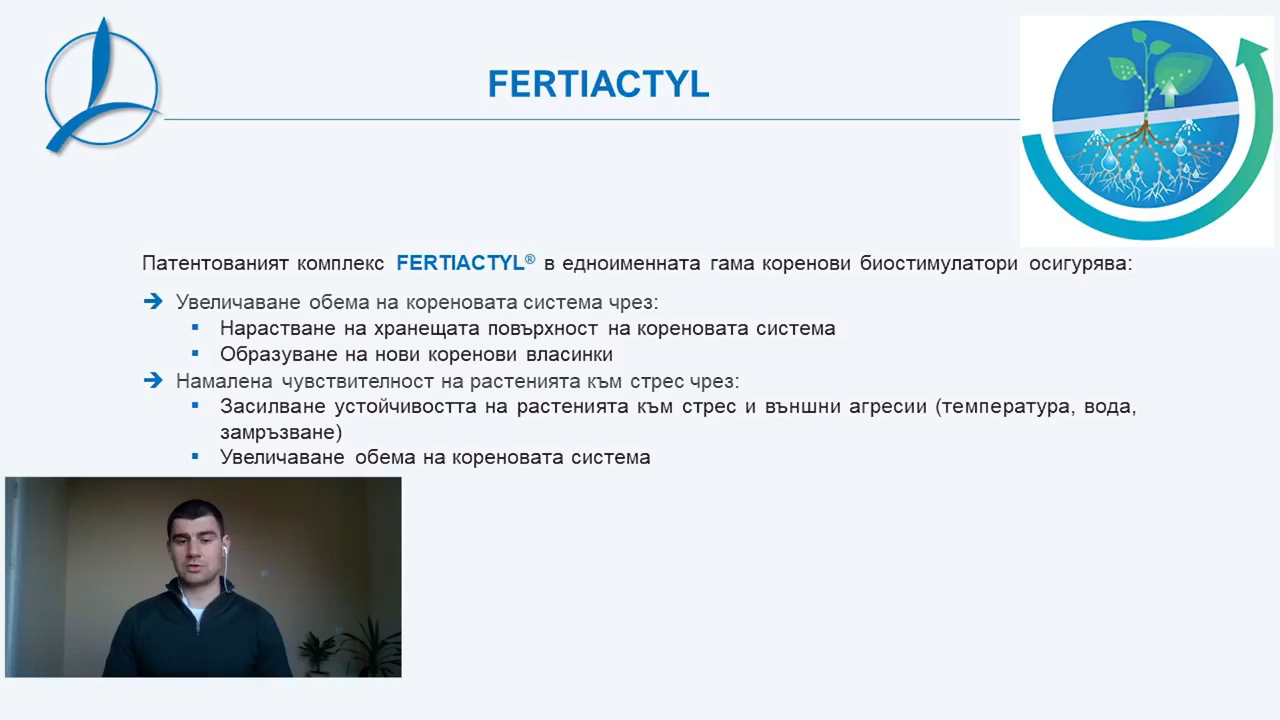 FERTIACTYL
Патентованият комплекс FERTIACTYL® в едноименната гама коренови биостимулатори осигурява:
➔ Увеличаване обема на кореновата система чрез:
▪ Нарастване на хранещата повърхност на кореновата система
▪ Образуване на нови коренови власинки
➔ Намалена чувствителност на растенията към стрес чрез:
▪ Засилване устойчивостта на растенията към стрес и външни агресии (температура, вода,
замръзване)
▪ Увеличаване обема на кореновата система